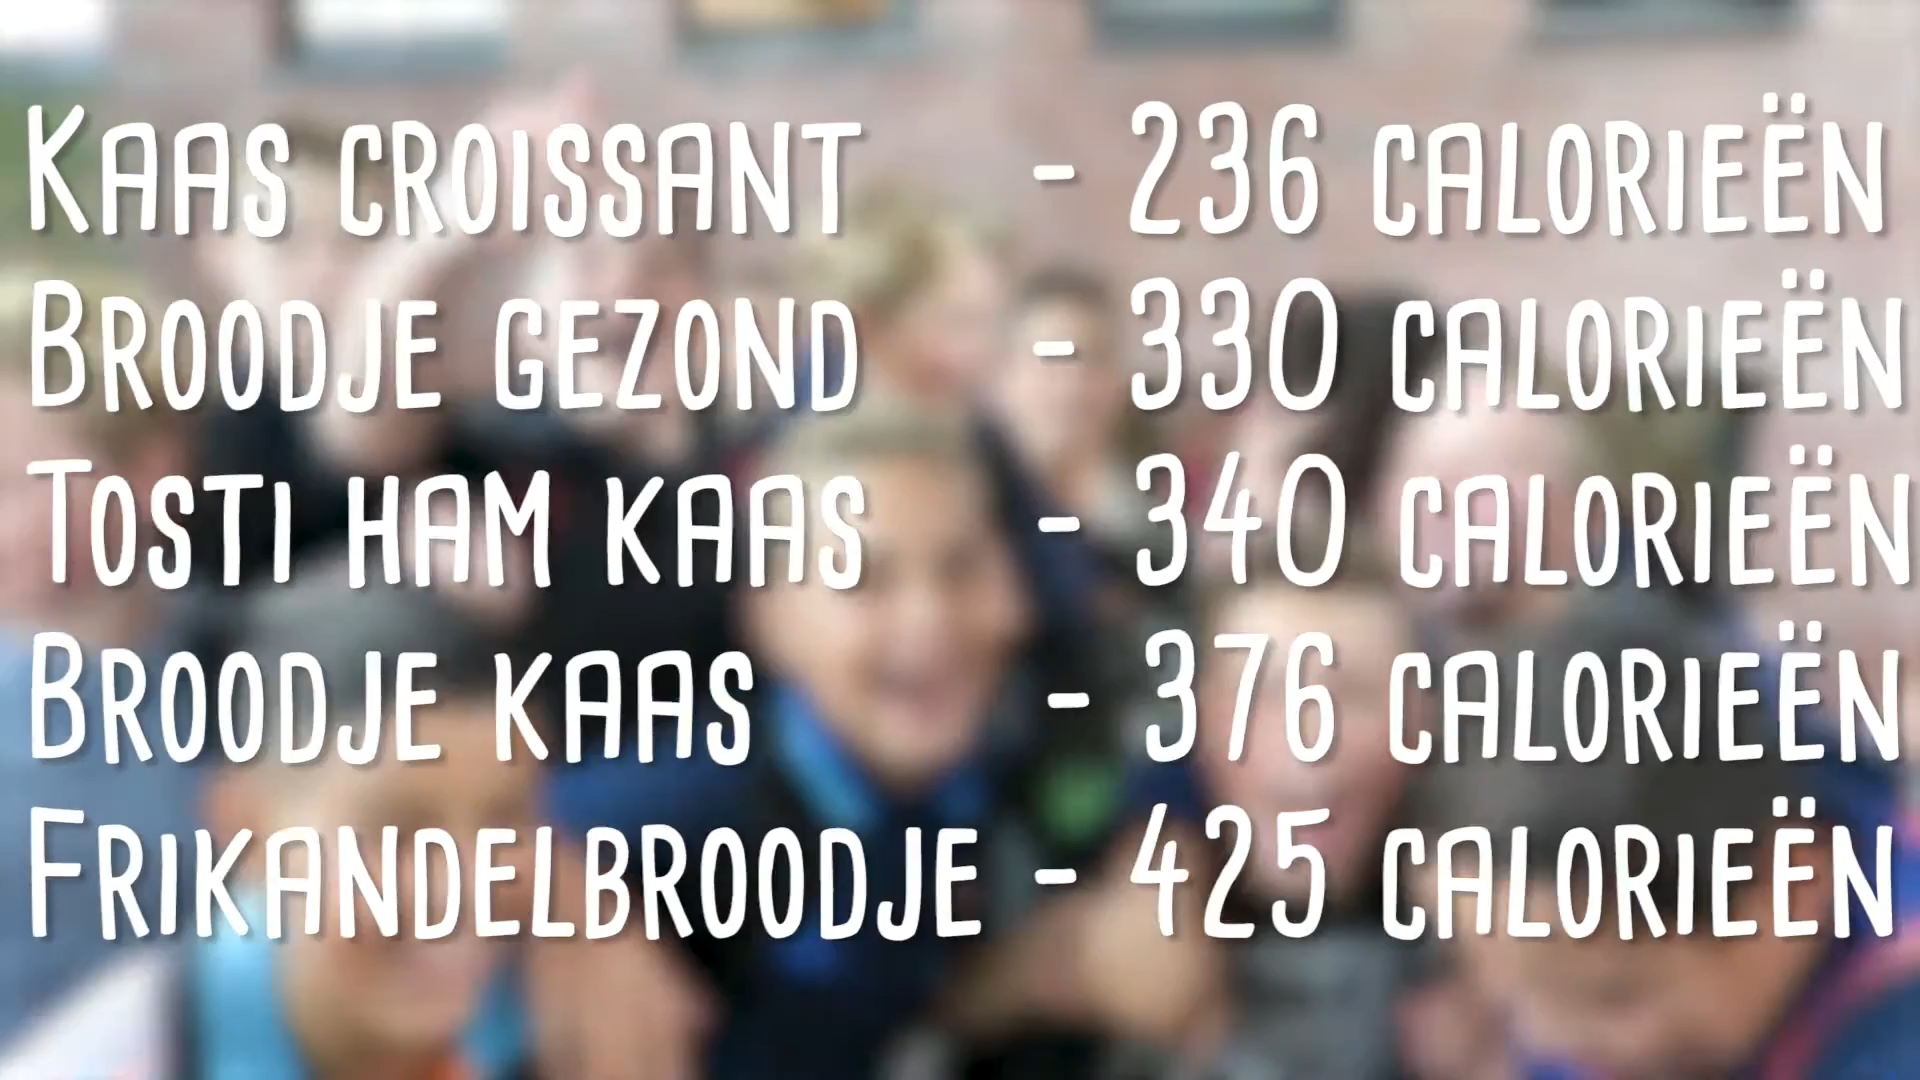 Kaas croissant - 236 calorieën
Broodje gezond - 330 calorieën
Tosti ham kaas - 340 calorieën
Broodje kaas - 376 calorieën
Frikandelbroodje - 425 calorieën